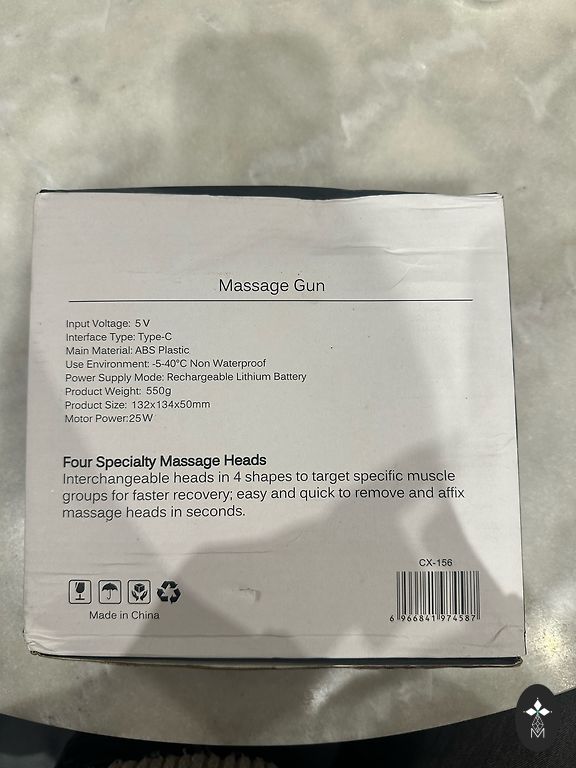 Massage Gun
Input Voltage: 5V
Interface Type: Type-C
Main Material: ABS Plastic
Use Environment: -5-40°C Non Waterproof
Power Supply Mode: Rechargeable Lithium Battery
Product Weight: 550g
Product Size: 132x134x50mm
Motor Power:25W
Four Specialty Massage Heads
Interchangeable heads in 4 shapes to target specific muscle
groups for faster recovery; easy and quick to remove and affix
massage heads in seconds.
Made in China
CX-156
6 966841 974587